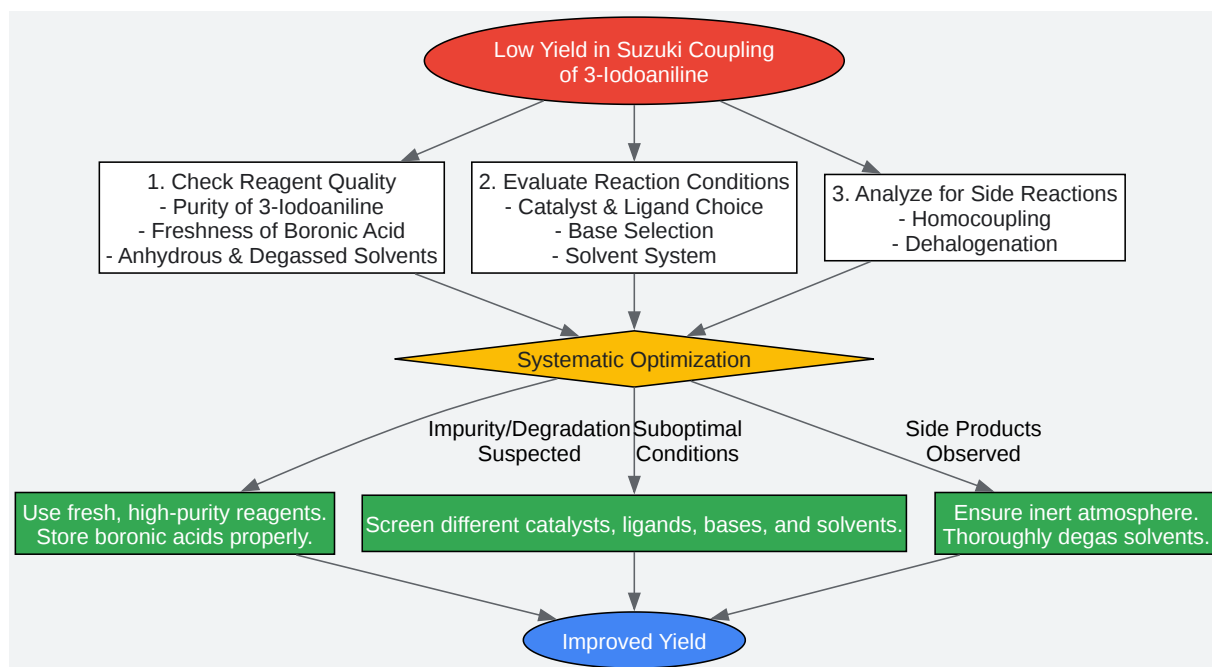 Low Yield in Suzuki Coupling
of 3-Iodoaniline
1. Check Reagent Quality
- Purity of 3-Iodoaniline
- Freshness of Boronic Acid
- Anhydrous & Degassed Solvents
2. Evaluate Reaction Conditions
- Catalyst & Ligand Choice
- Base Selection
- Solvent System
3. Analyze for Side Reactions
- Homocoupling
- Dehalogenation
Systematic Optimization
Impurity/Degradation
Suspected
Suboptimal
Conditions
Side Products
Observed
Use fresh, high-purity reagents.
Store boronic acids properly.
Screen different catalysts, ligands, bases, and solvents.
Ensure inert atmosphere.
Thoroughly degas solvents.
Improved Yield